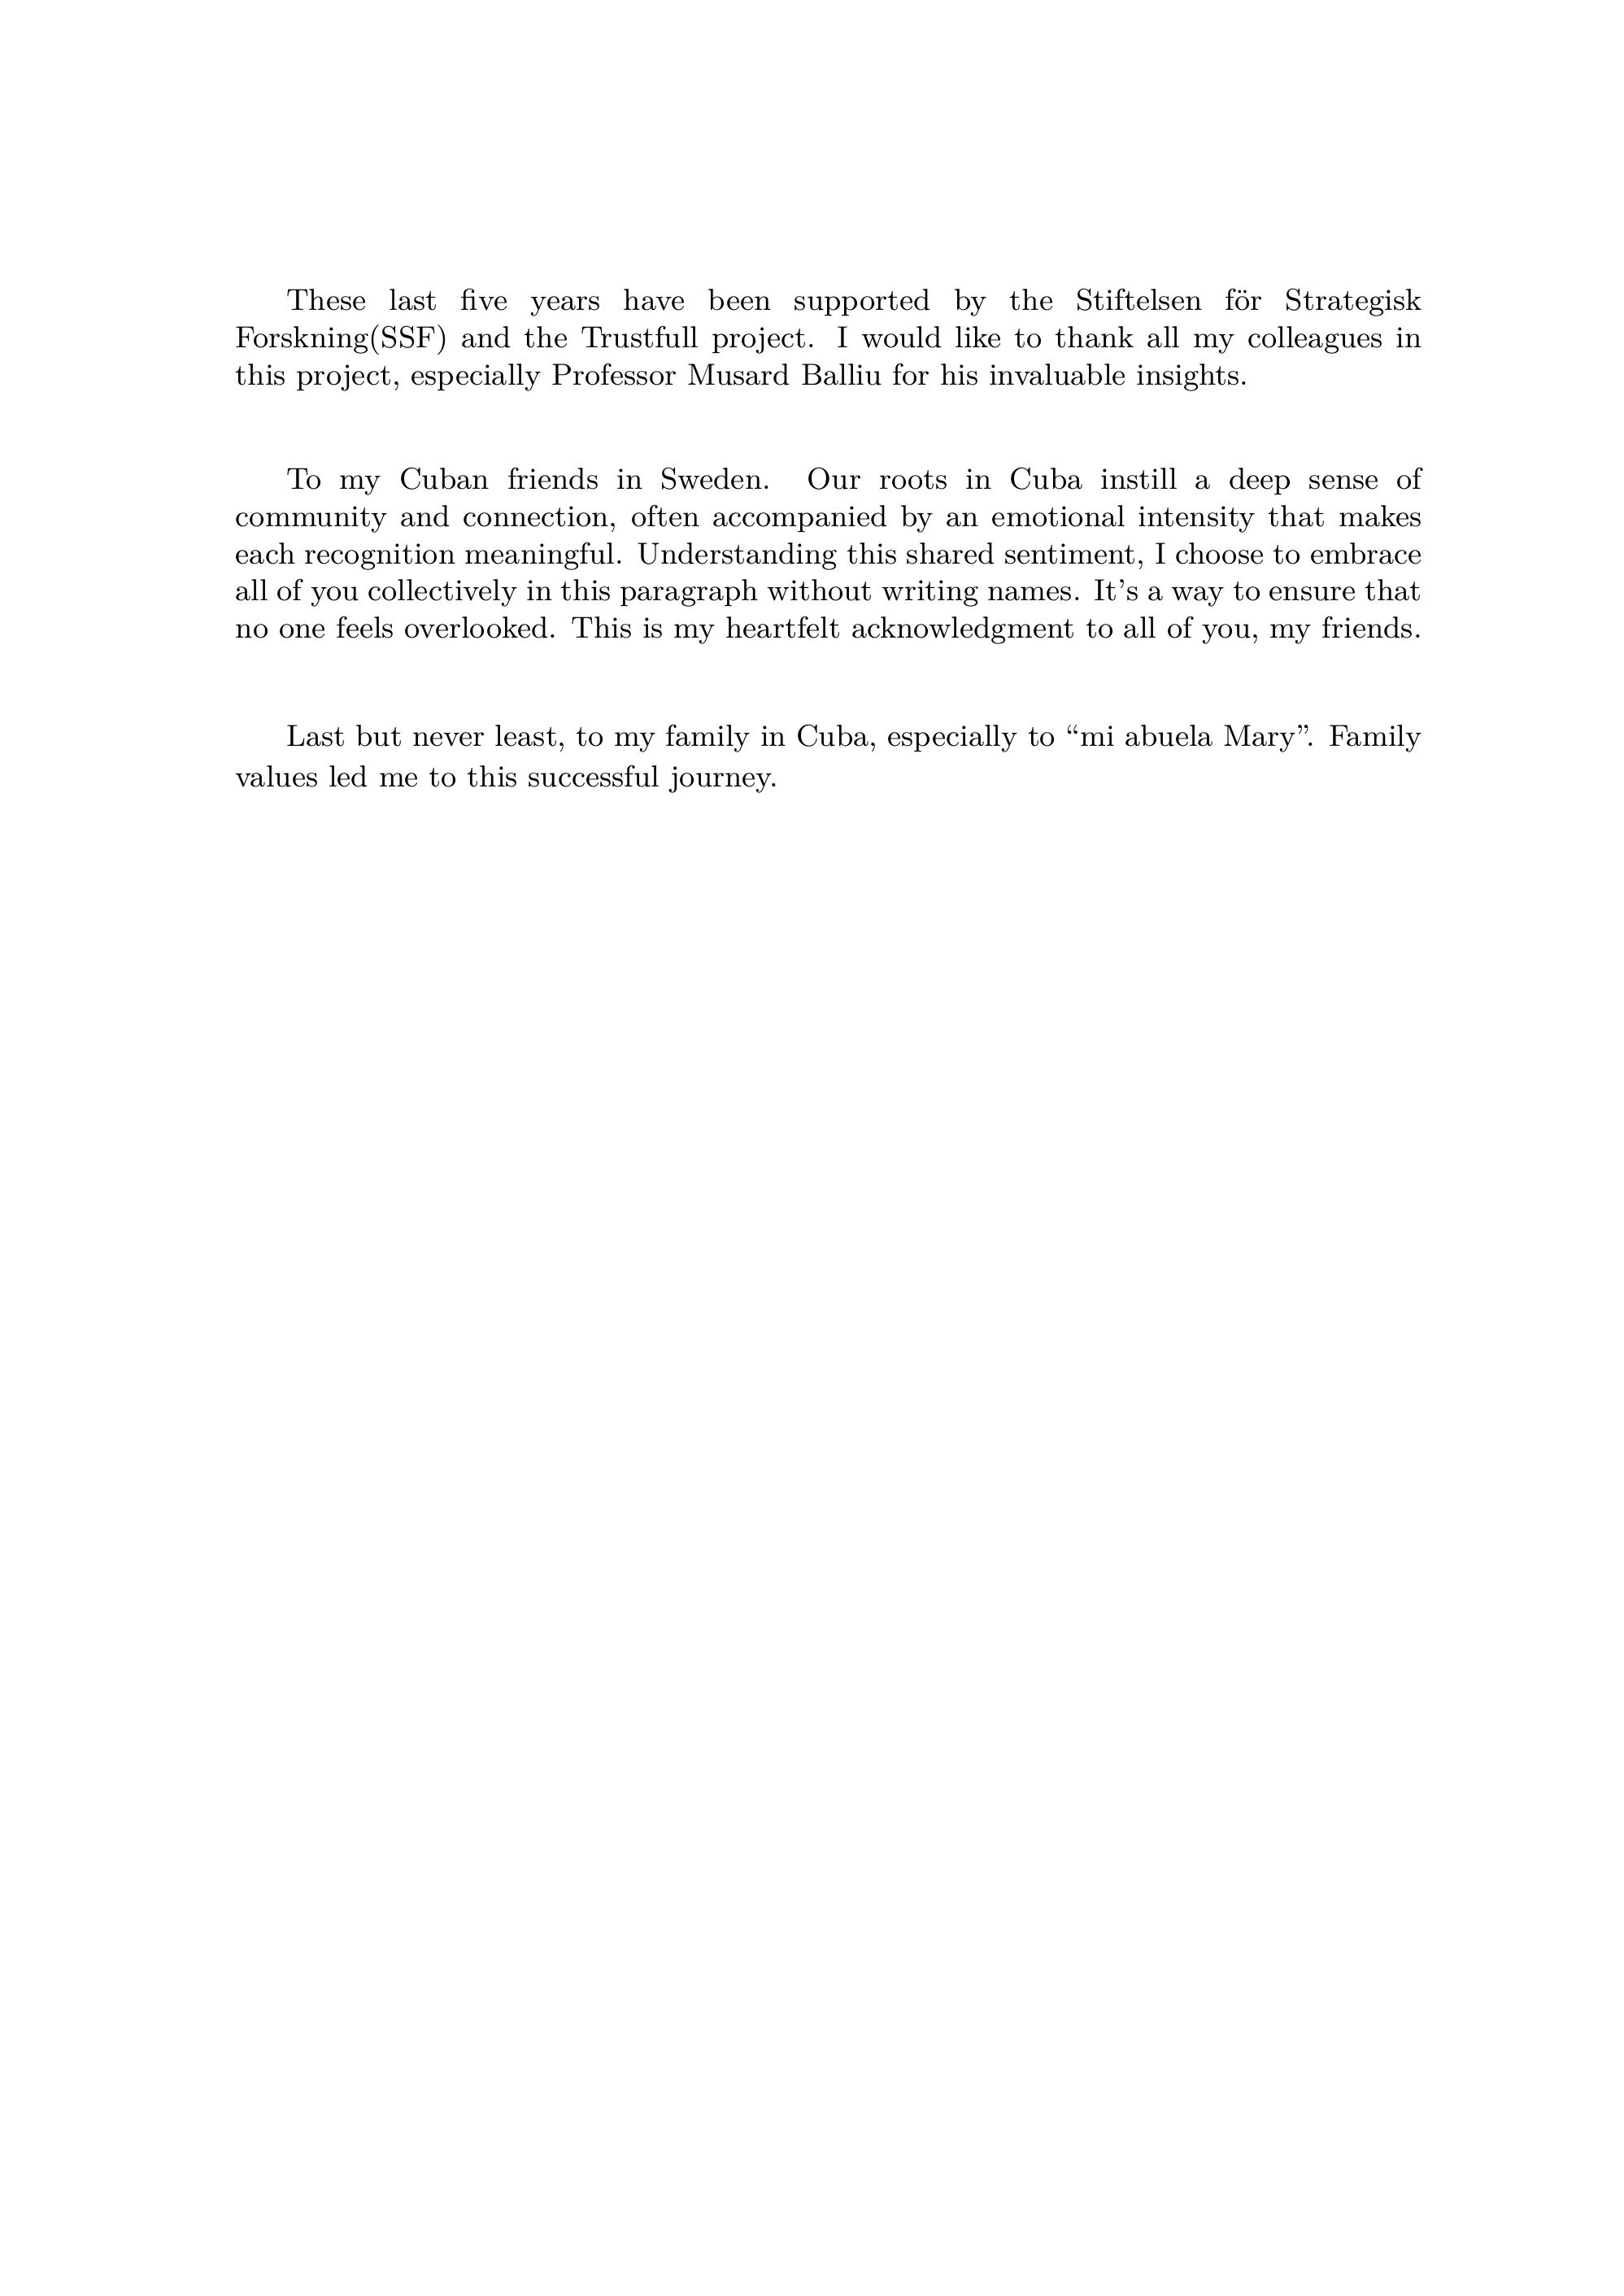 These last five years have been supported by the Stiftelsen för Strategisk
Forskning(SSF) and the Trustfull project. I would like to thank all my colleagues in
this project, especially Professor Musard Balliu for his invaluable insights.
To my Cuban friends in Sweden. Our roots in Cuba instill a deep sense of
community and connection, often accompanied by an emotional intensity that makes
each recognition meaningful. Understanding this shared sentiment, I choose to embrace
all of you collectively in this paragraph without writing names. It’s a way to ensure that
no one feels overlooked. This is my heartfelt acknowledgment to all of you, my friends.
Last but never least, to my family in Cuba, especially to “mi abuela Mary”. Family
values led me to this successful journey.